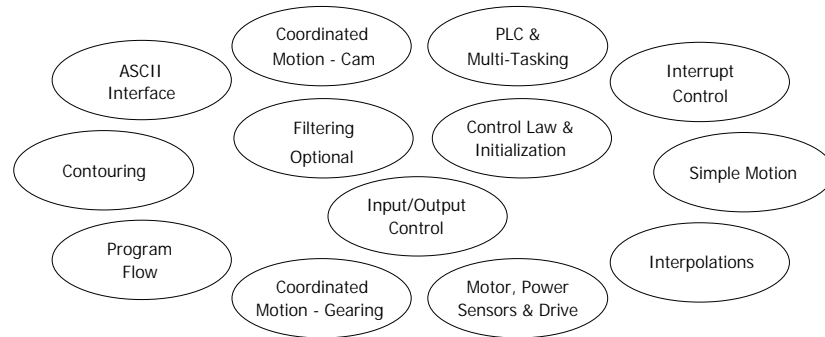 Coordinated
Motion - Cam
PLC &
Multi-Tasking
ASCII
Interface
Interrupt
Control
Filtering
Optional
Control Law &
Initialization
Contouring
Simple Motion
Input/Output
Control
Program
Flow
Interpolations
Coordinated
Motion - Gearing
Motor, Power
Sensors & Drive